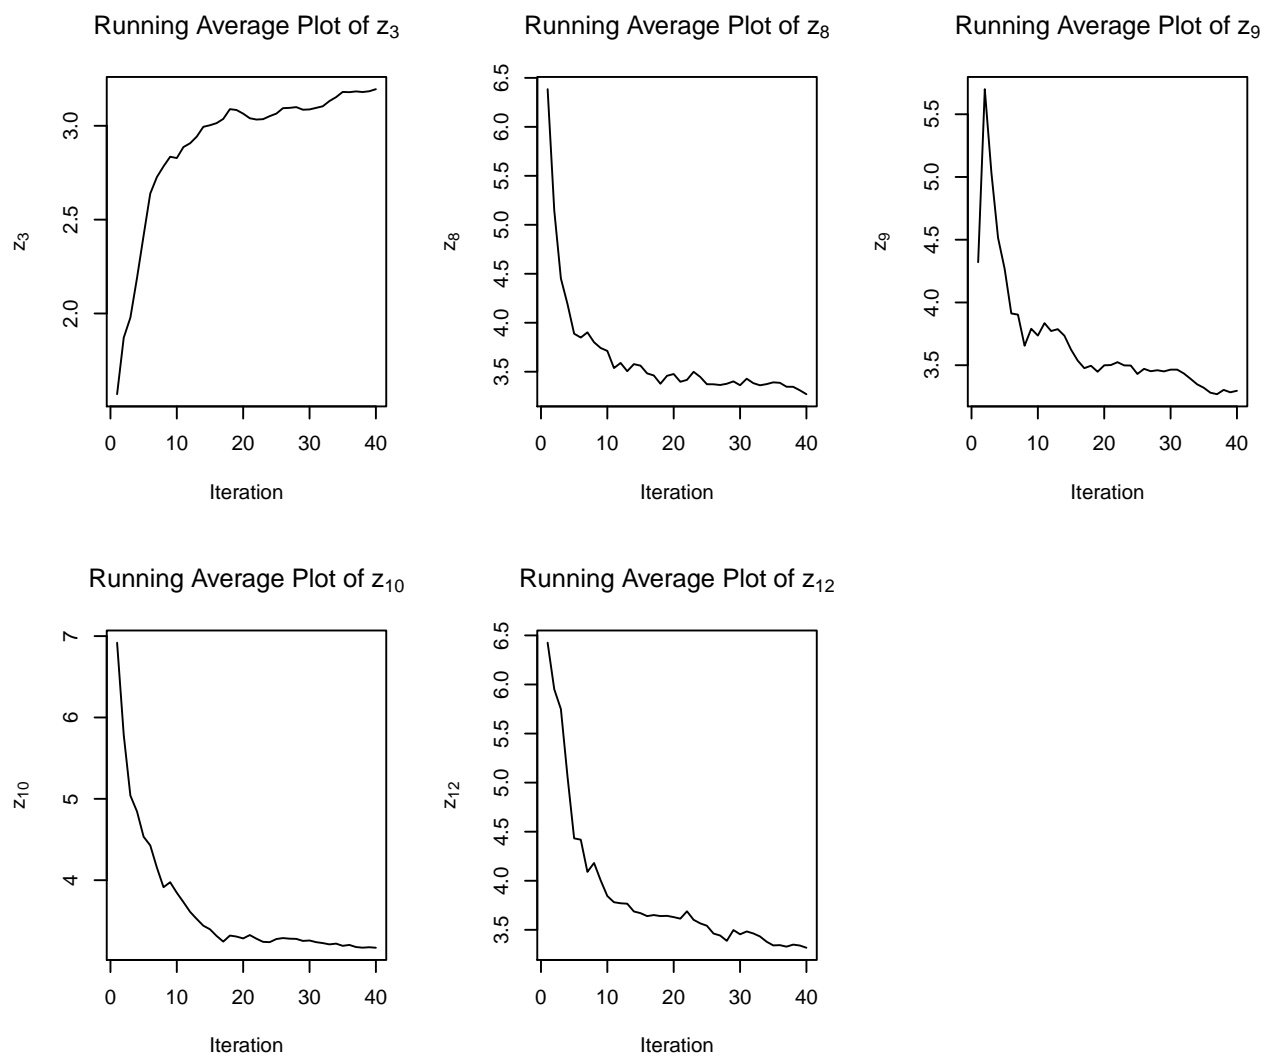 Running Average Plot of z₃
z₃
3.0
2.5
2.0
0 10 20 30 40
Iteration
Running Average Plot of z₈
z₈
6.5
6.0
5.5
5.0
4.5
4.0
3.5
0 10 20 30 40
Iteration
Running Average Plot of z₉
z₉
5.5
5.0
4.5
4.0
3.5
0 10 20 30 40
Iteration
Running Average Plot of z₁₀
z₁₀
7
6
5
4
0 10 20 30 40
Iteration
Running Average Plot of z₁₂
z₁₂
6.5
6.0
5.5
5.0
4.5
4.0
3.5
0 10 20 30 40
Iteration